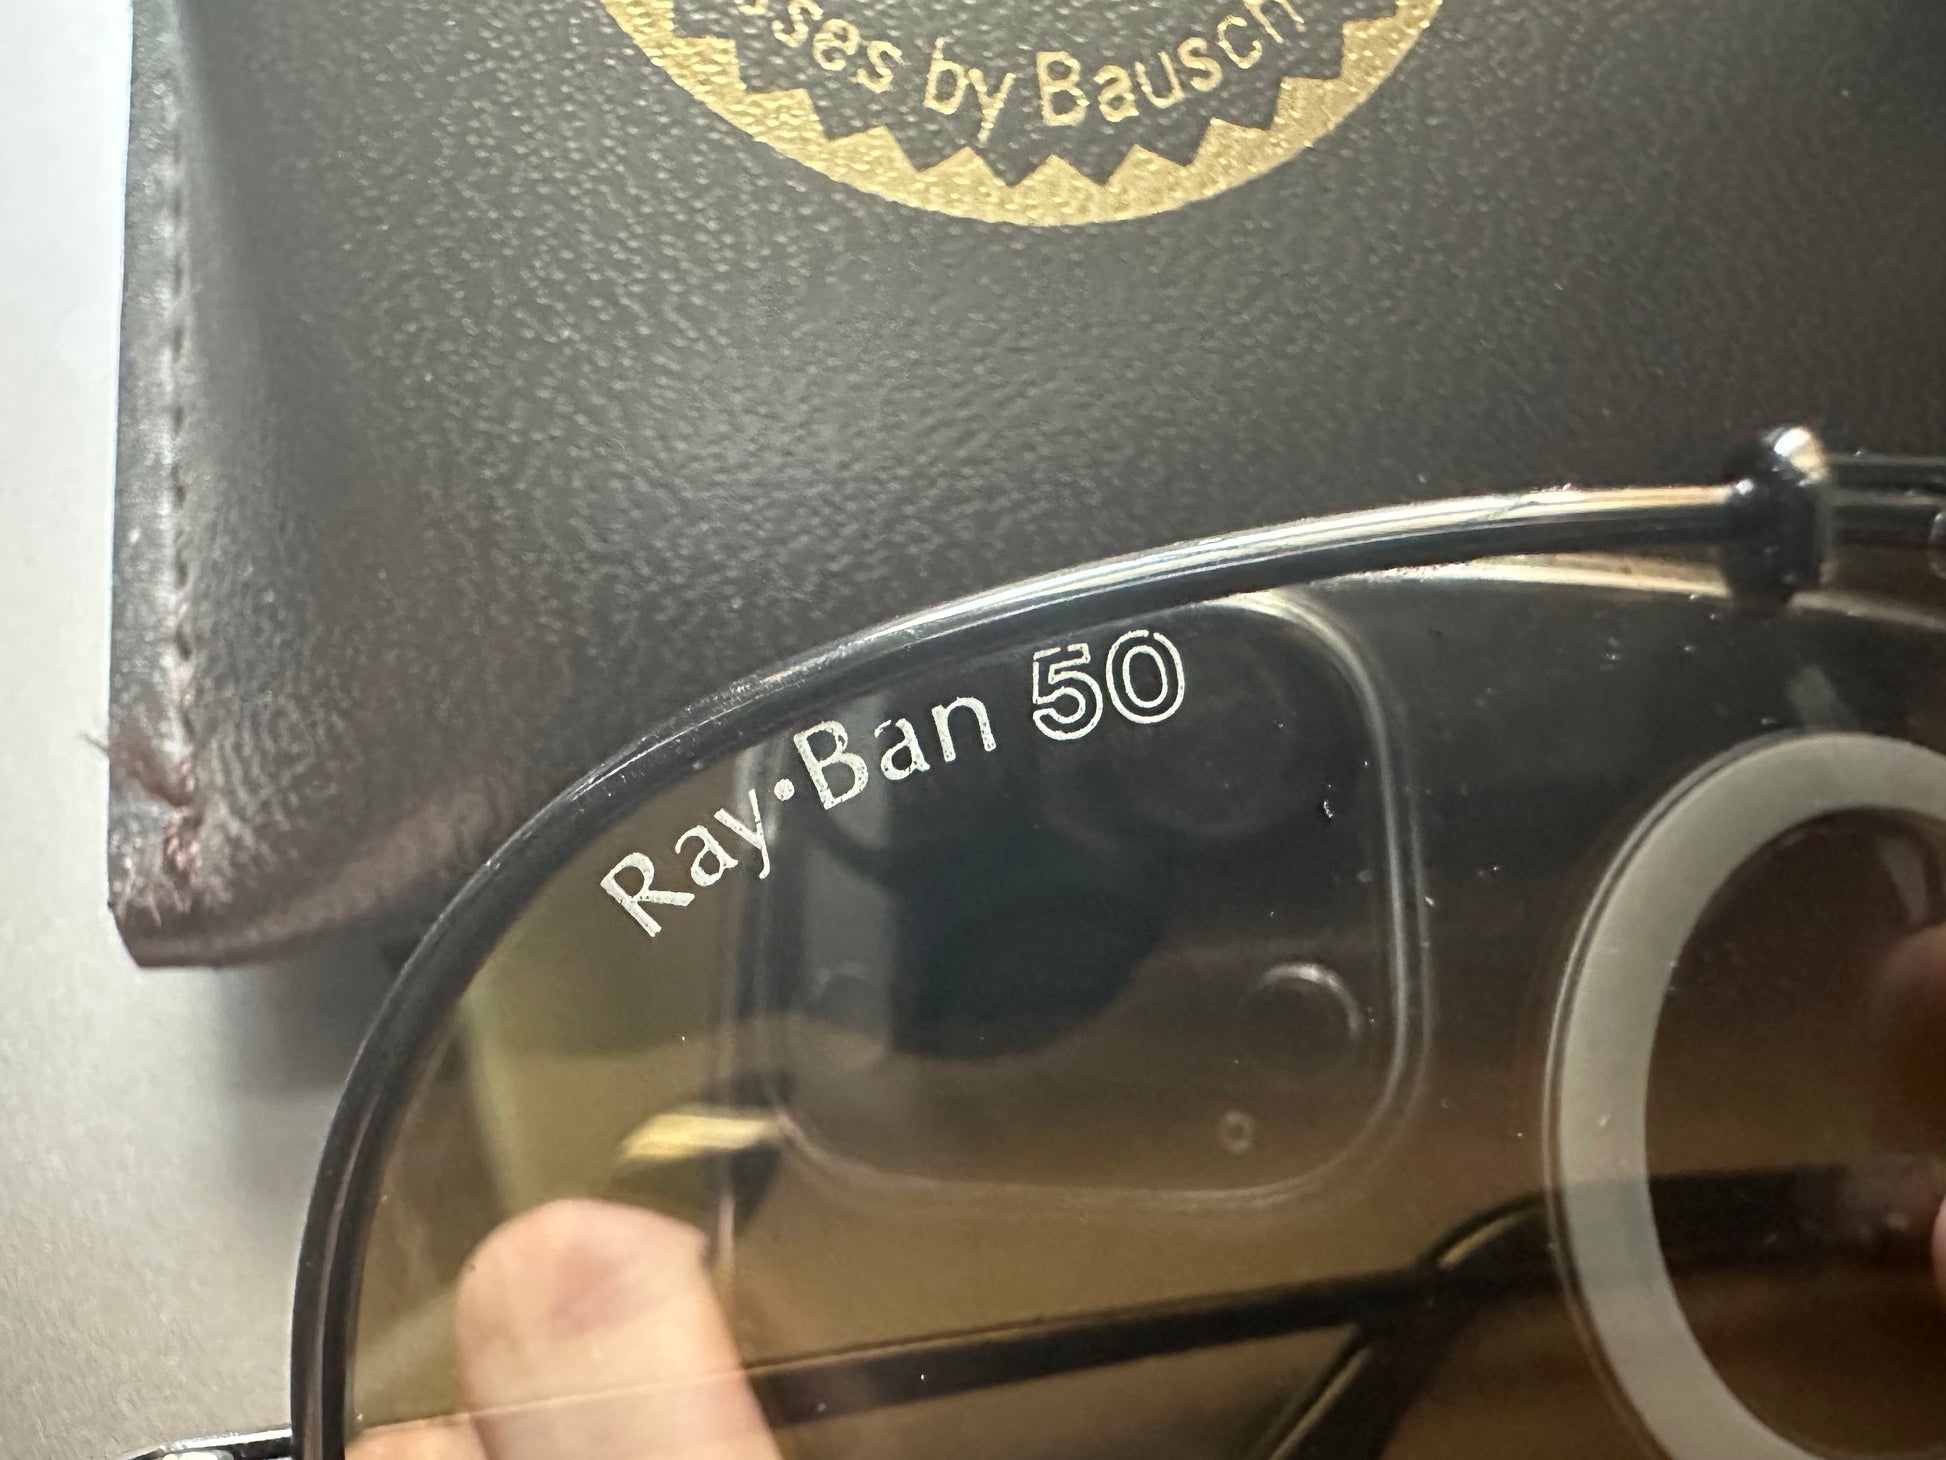 sses by Bausch
Ray•Ban 50